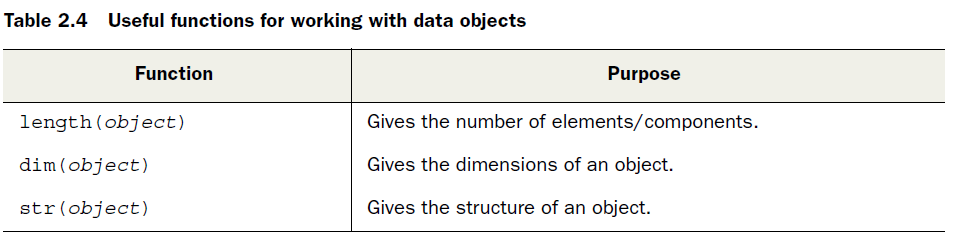 Table 2.4 Useful functions for working with data objects
Function Purpose
length(object) Gives the number of elements/components.
dim(object) Gives the dimensions of an object.
str(object) Gives the structure of an object.